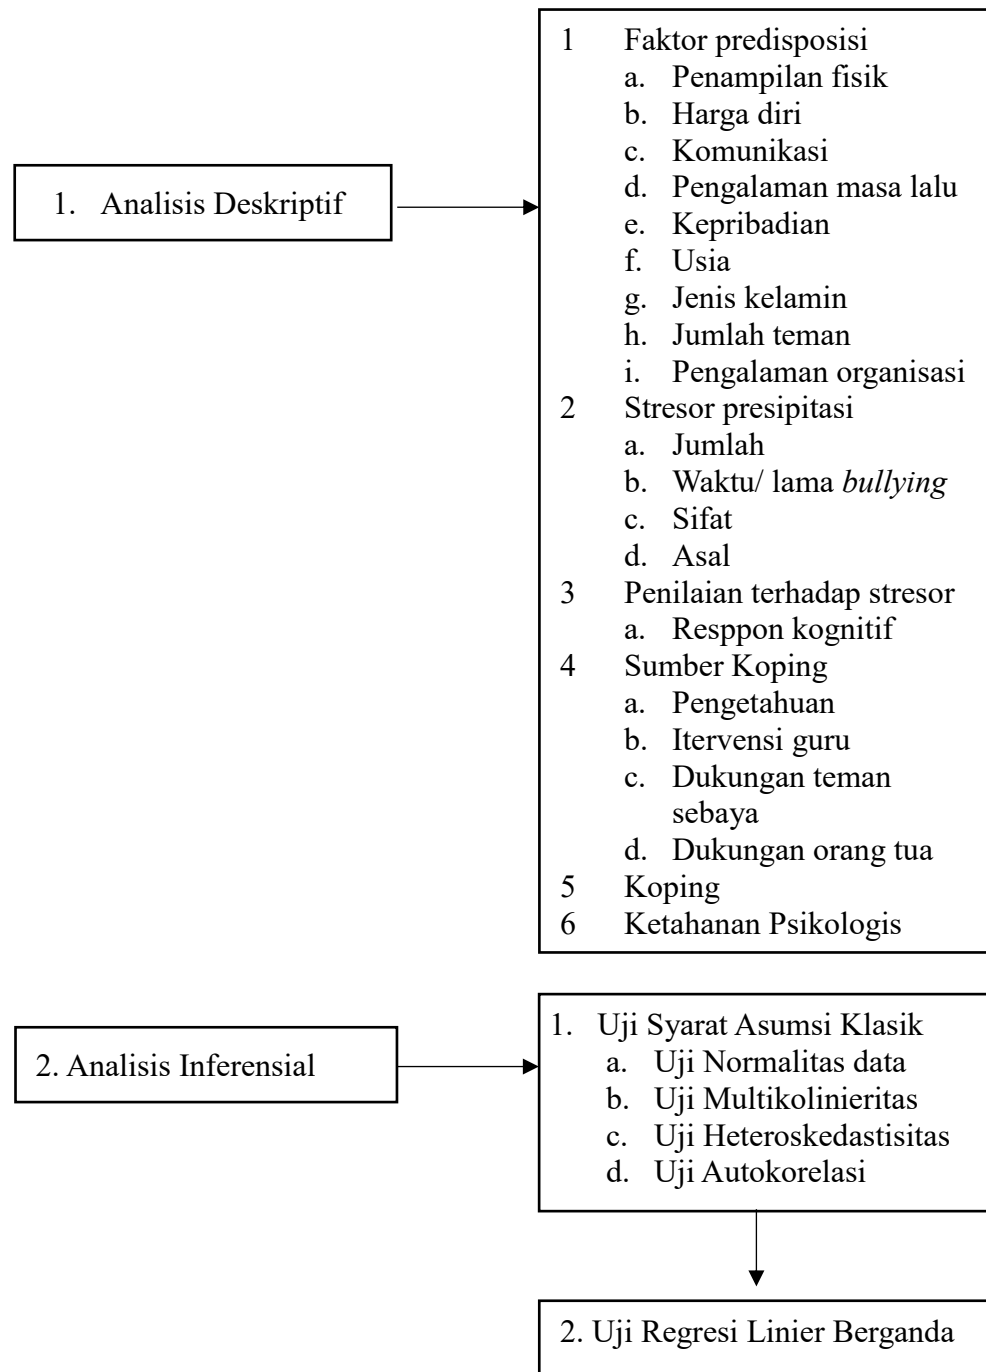 1. Analisis Deskriptif
1 Faktor predisposisi
a. Penampilan fisik
b. Harga diri
c. Komunikasi
d. Pengalaman masa lalu
e. Kepribadian
f. Usia
g. Jenis kelamin
h. Jumlah teman
i. Pengalaman organisasi
2 Stresor presipitasi
a. Jumlah
b. Waktu/ lama bullying
c. Sifat
d. Asal
3 Penilaian terhadap stresor
a. Resppon kognitif
4 Sumber Koping
a. Pengetahuan
b. Itervensi guru
c. Dukungan teman
sebaya
d. Dukungan orang tua
5 Koping
6 Ketahanan Psikologis
2. Analisis Inferensial
1. Uji Syarat Asumsi Klasik
a. Uji Normalitas data
b. Uji Multikolinieritas
c. Uji Heteroskedastisitas
d. Uji Autokorelasi
2. Uji Regresi Linier Berganda